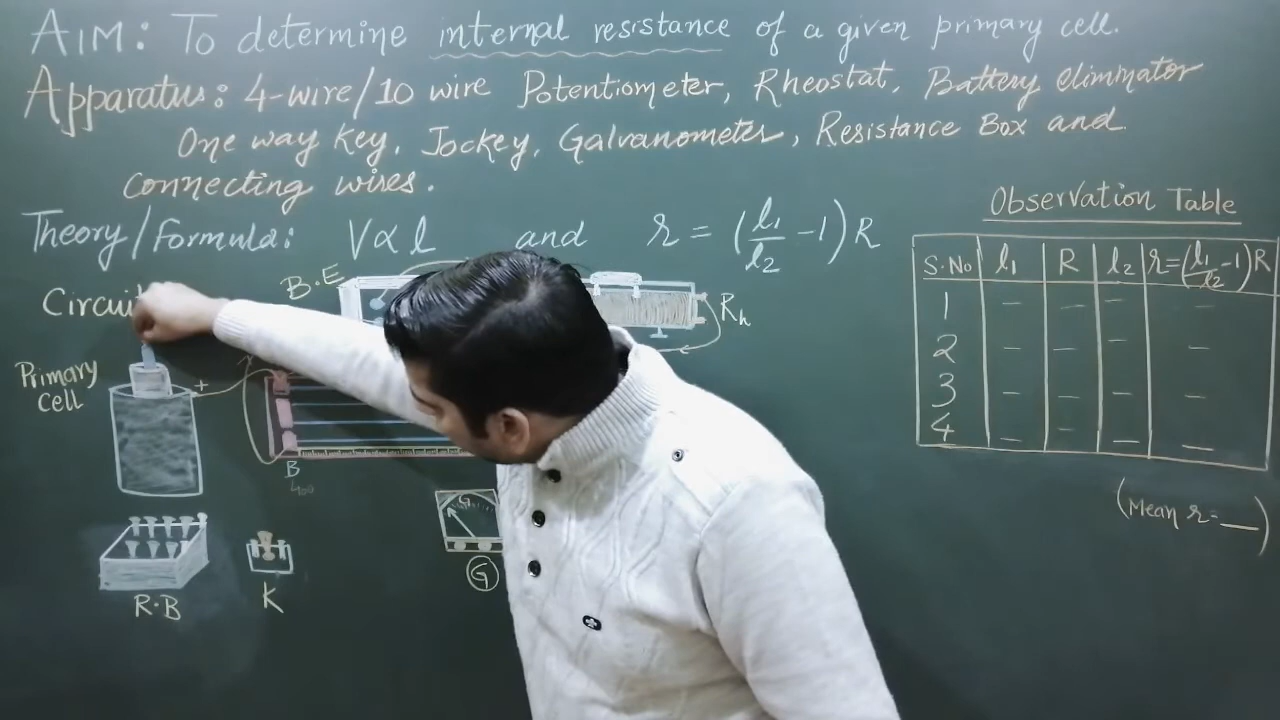 AIM: To determine internal resistance of a given primary cell.
Apparatus: 4-wire/10 wire Potentiometer, Rheostat, Battery eliminator
One way key, Jockey, Galvanometer, Resistance Box and
connecting wires.
Theory/Formula: V∝l and r = (l₁/l₂ -1)R
Circuit
B.E
Rh
Primary
cell
+
B
400
G
G
R·B
K
Observation Table
S.No l₁ R l₂ r=(l₁/l₂-1)R
1 – – – –
2 – – – –
3 – – – –
4 – – – –
(Mean r=__)